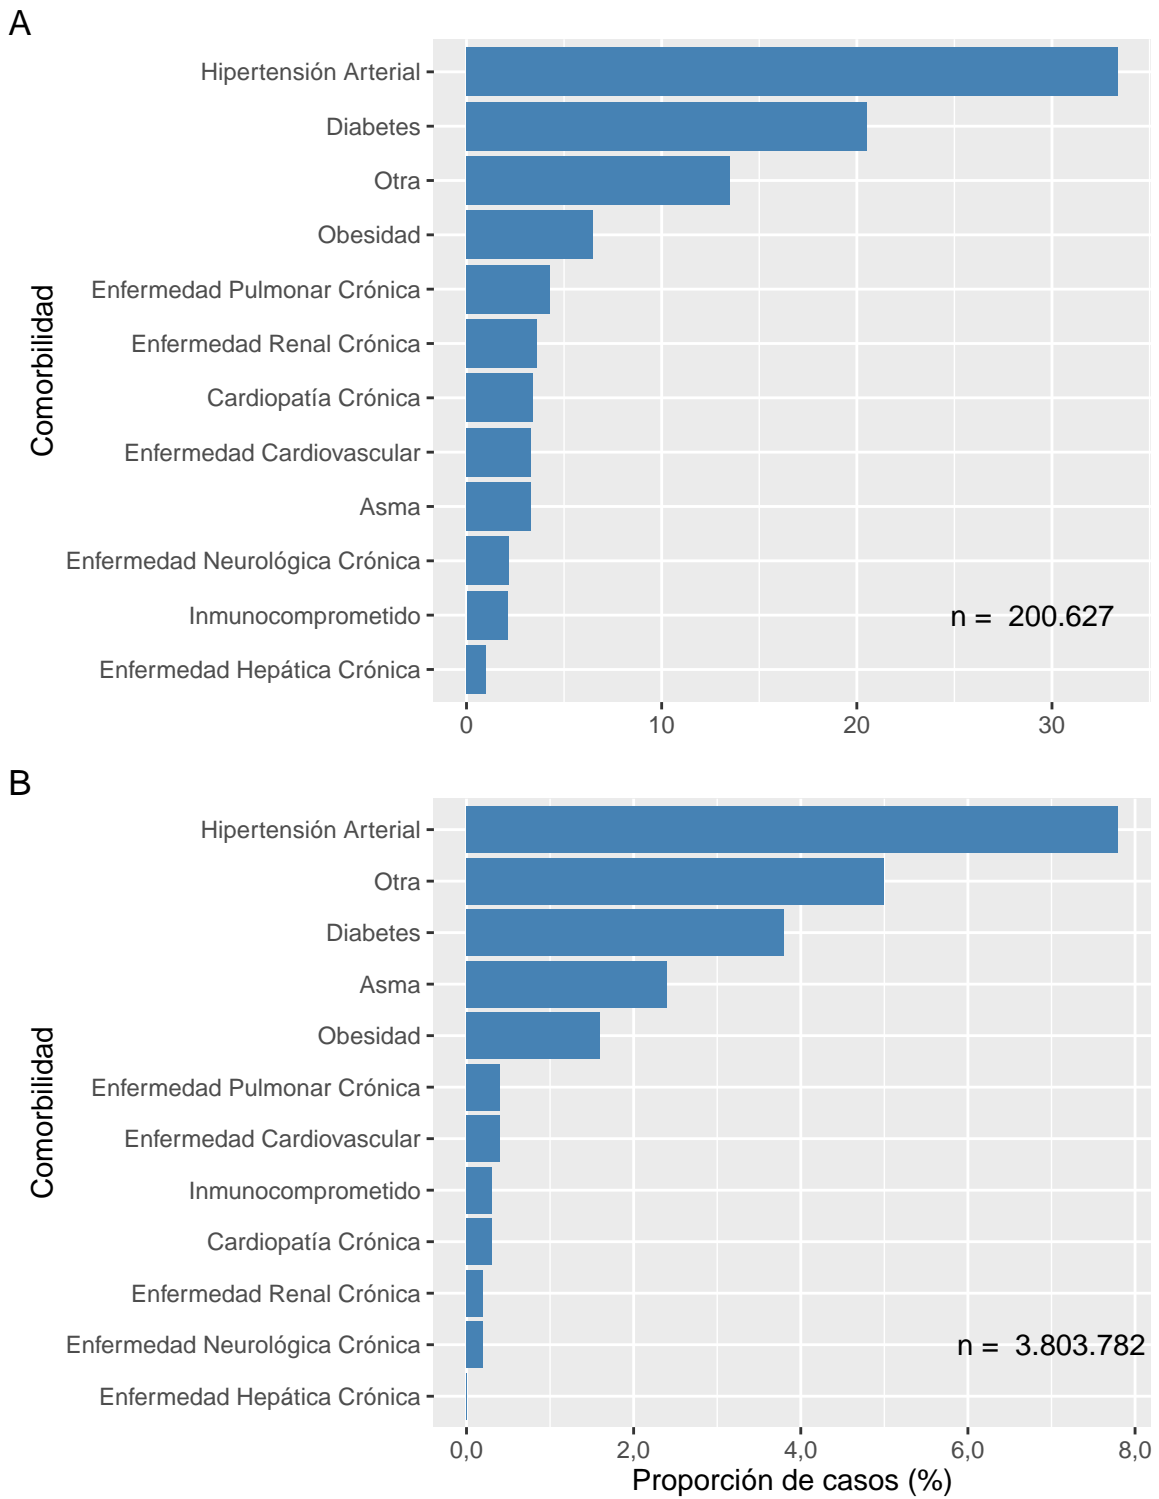 A
Hipertensión Arterial
Diabetes
Otra
Obesidad
Enfermedad Pulmonar Crónica
Enfermedad Renal Crónica
Cardiopatía Crónica
Enfermedad Cardiovascular
Asma
Enfermedad Neurológica Crónica
Inmunocomprometido
Enfermedad Hepática Crónica
Comorbilidad
n = 200.627
0 10 20 30
B
Hipertensión Arterial
Otra
Diabetes
Asma
Obesidad
Enfermedad Pulmonar Crónica
Enfermedad Cardiovascular
Inmunocomprometido
Cardiopatía Crónica
Enfermedad Renal Crónica
Enfermedad Neurológica Crónica
Enfermedad Hepática Crónica
Comorbilidad
n = 3.803.782
0,0 2,0 4,0 6,0 8,0
Proporción de casos (%)